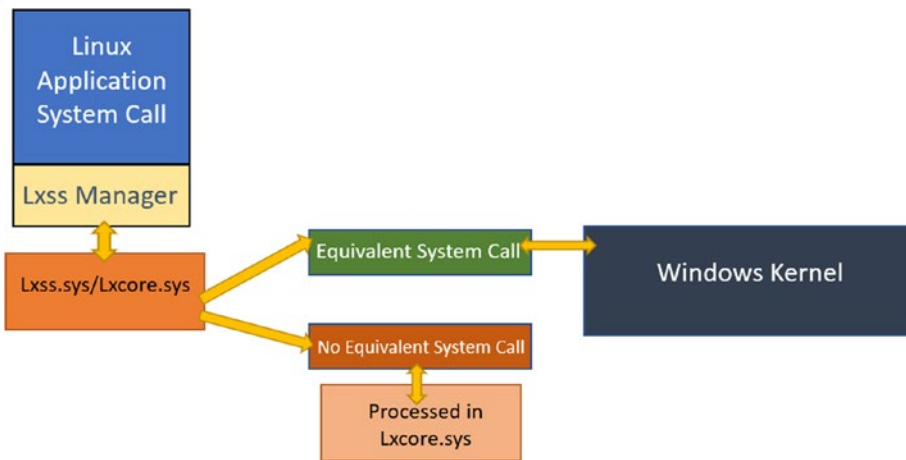 Linux
Application
System Call
Lxss Manager
Lxss.sys/Lxcore.sys
Equivalent System Call
Windows Kernel
No Equivalent System Call
Processed in
Lxcore.sys